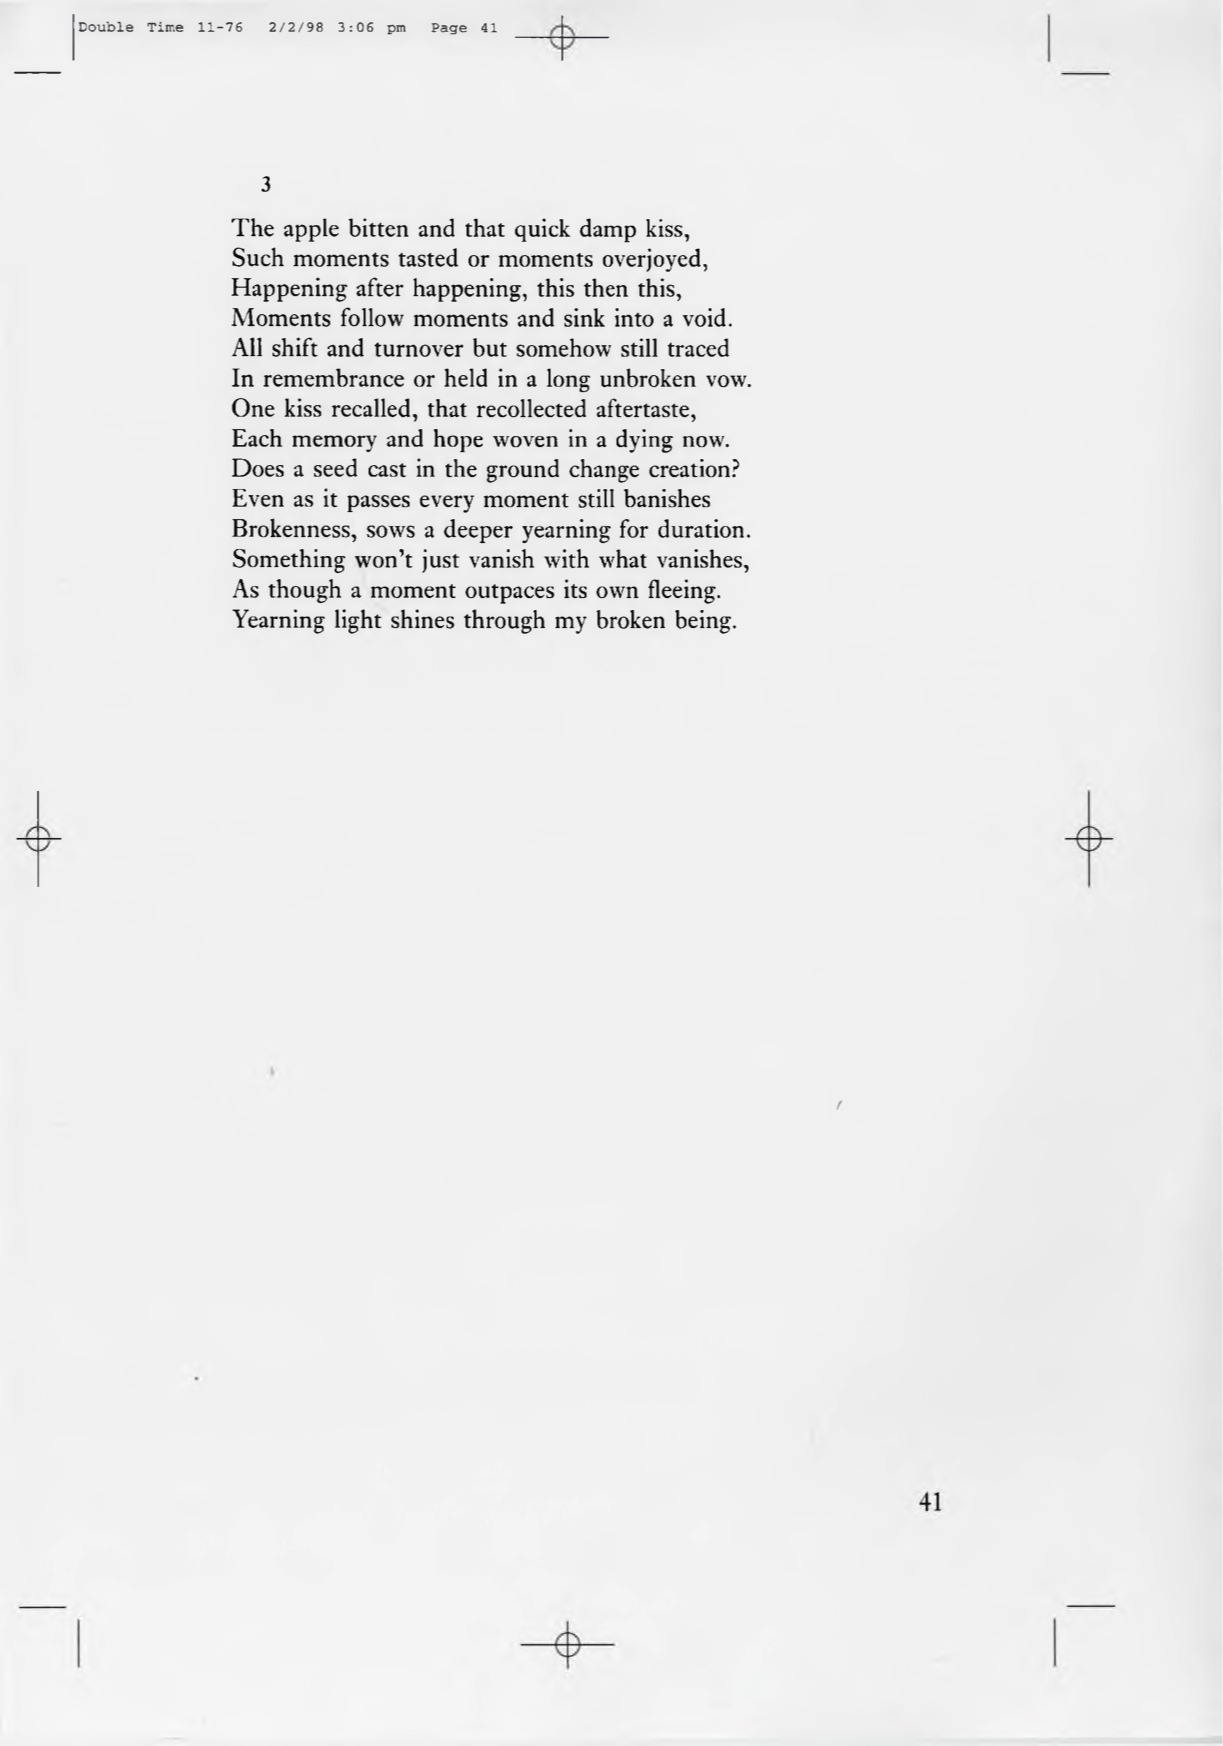 Double Time 11-76 2/2/98 3:06 pm Page 41
3
The apple bitten and that quick damp kiss,
Such moments tasted or moments overjoyed,
Happening after happening, this then this,
Moments follow moments and sink into a void.
All shift and turnover but somehow still traced
In remembrance or held in a long unbroken vow.
One kiss recalled, that recollected aftertaste,
Each memory and hope woven in a dying now.
Does a seed cast in the ground change creation?
Even as it passes every moment still banishes
Brokenness, sows a deeper yearning for duration.
Something won't just vanish with what vanishes,
As though a moment outpaces its own fleeing.
Yearning light shines through my broken being.
41